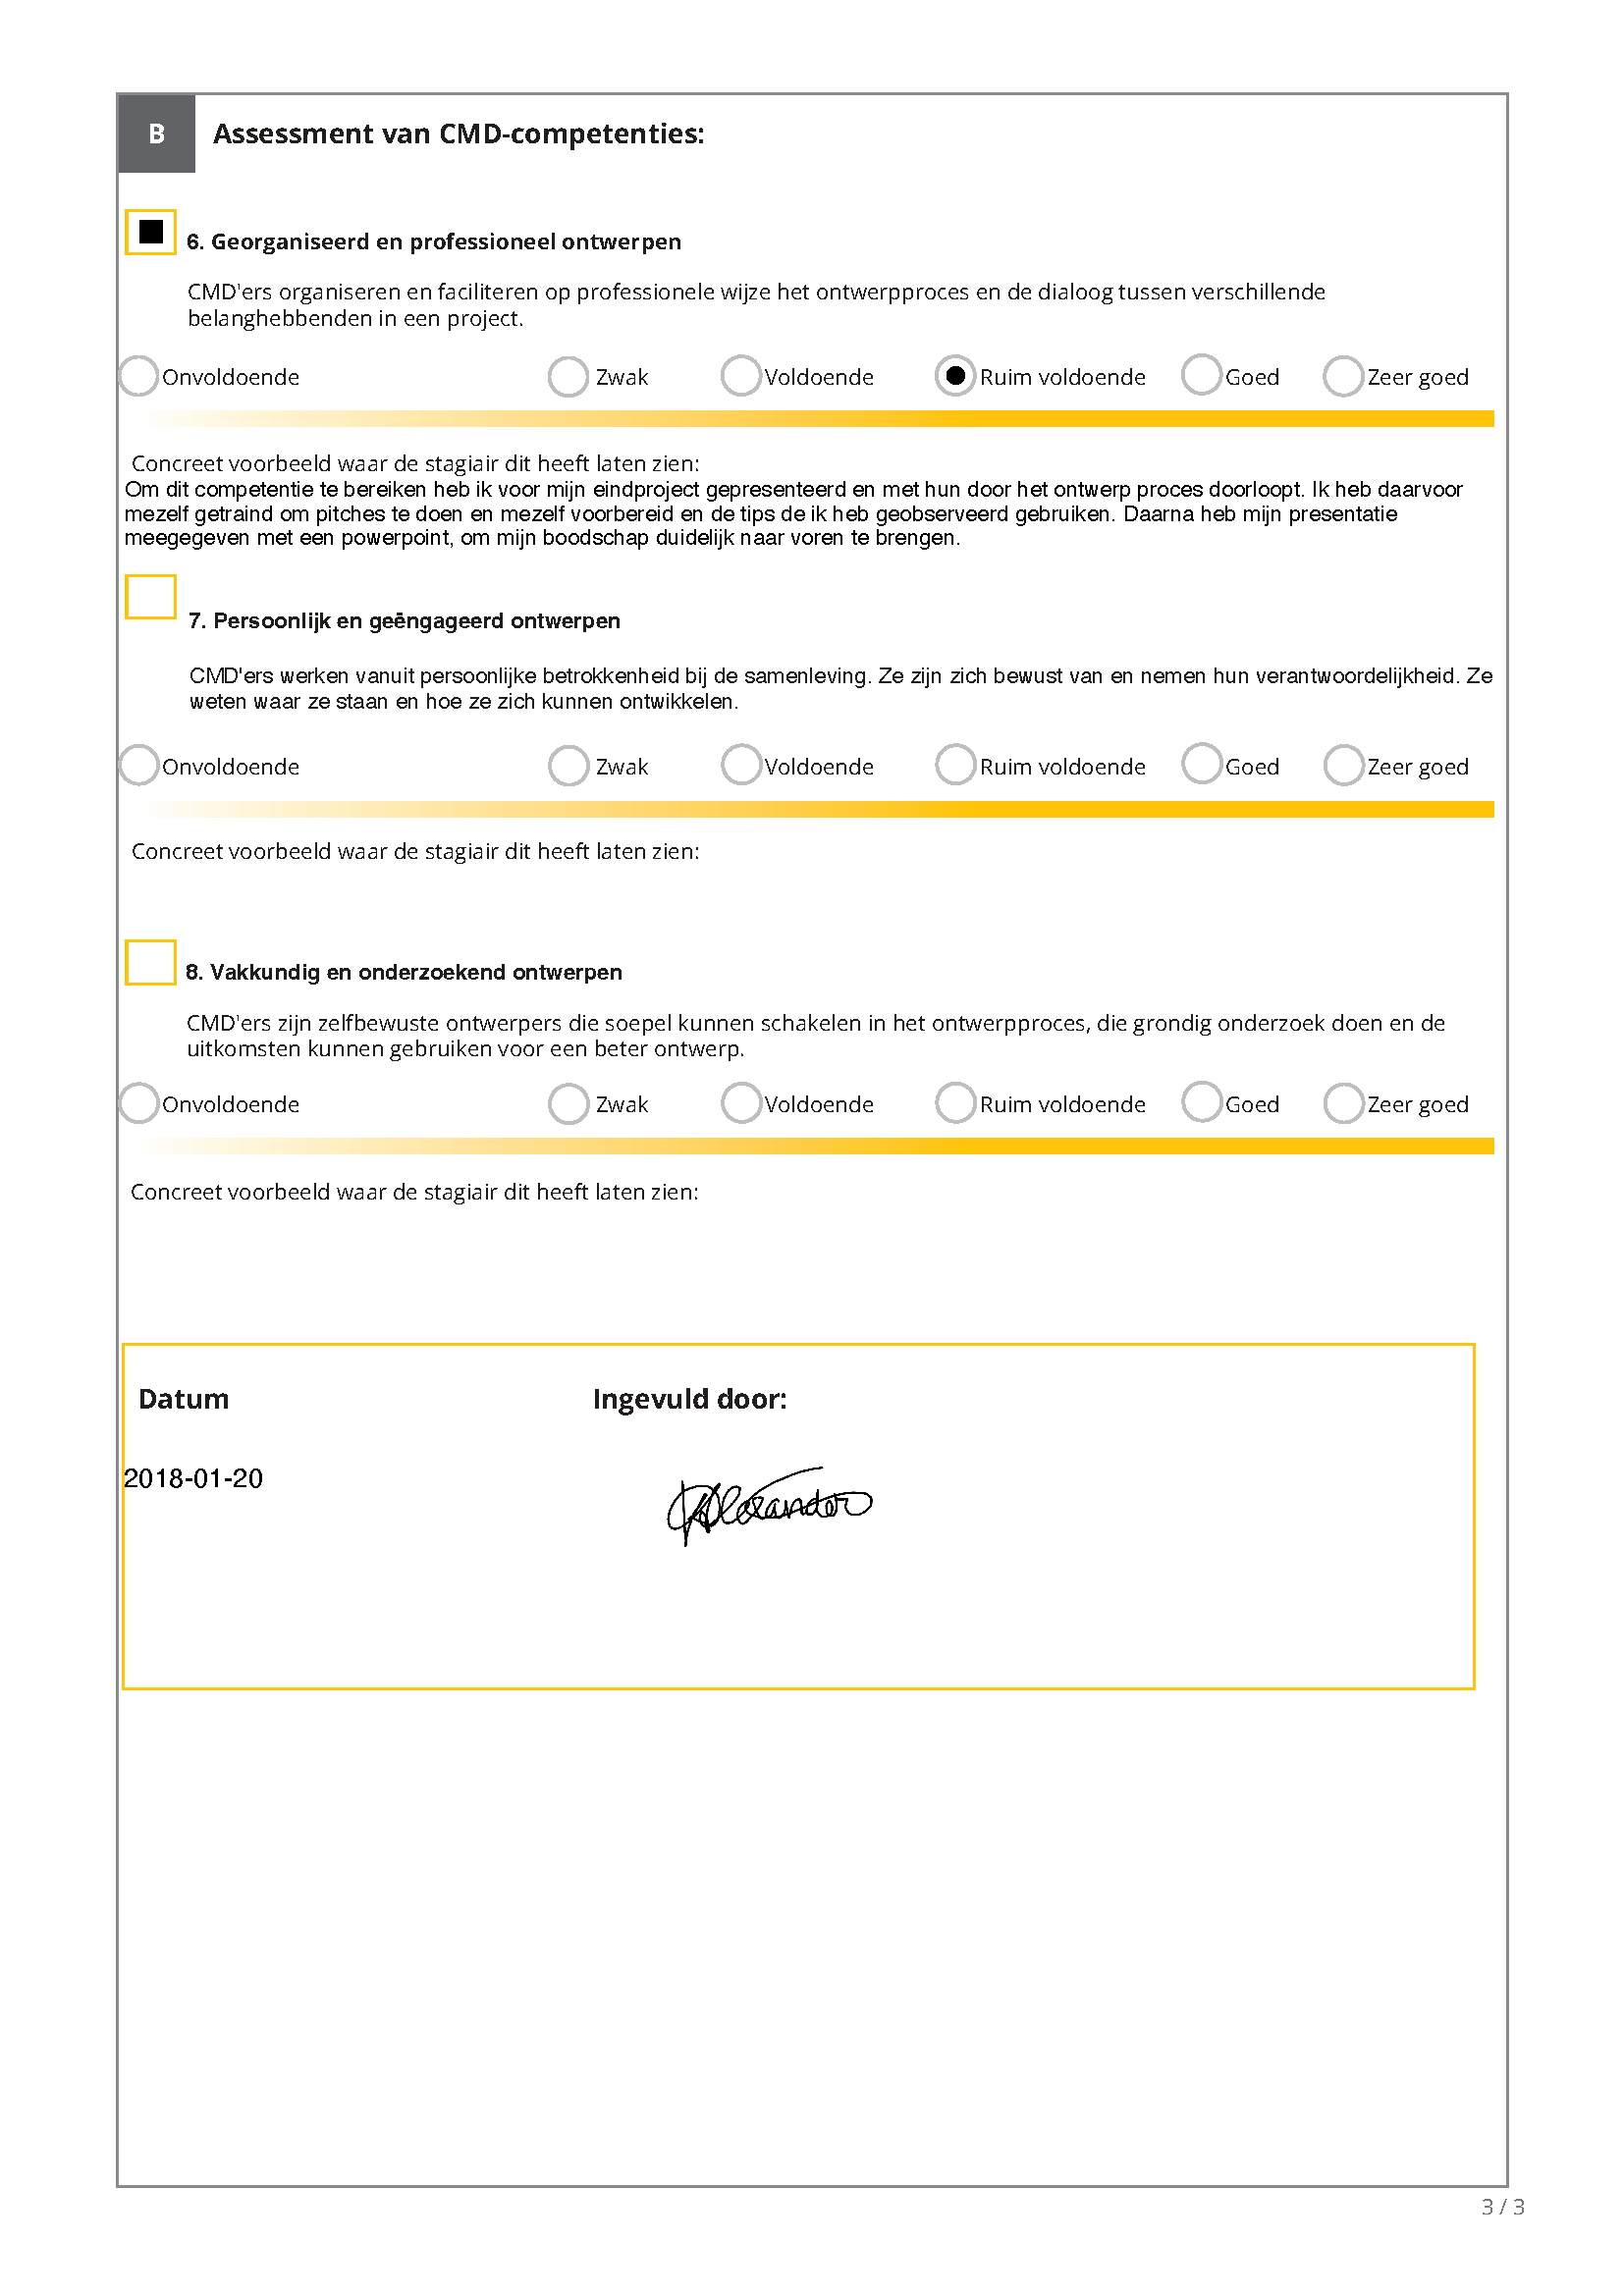 B Assessment van CMD-competenties:
6. Georganiseerd en professioneel ontwerpen
CMD'ers organiseren en faciliteren op professionele wijze het ontwerpproces en de dialoog tussen verschillende
belanghebbenden in een project.
Onvoldoende Zwak Voldoende Ruim voldoende Goed Zeer goed
Concreet voorbeeld waar de stagiair dit heeft laten zien:
Om dit competentie te bereiken heb ik voor mijn eindproject gepresenteerd en met hun door het ontwerp proces doorloopt. Ik heb daarvoor
mezelf getraind om pitches te doen en mezelf voorbereid en de tips de ik heb geobserveerd gebruiken. Daarna heb mijn presentatie
meegegeven met een powerpoint, om mijn boodschap duidelijk naar voren te brengen.
7. Persoonlijk en geëngageerd ontwerpen
CMD'ers werken vanuit persoonlijke betrokkenheid bij de samenleving. Ze zijn zich bewust van en nemen hun verantwoordelijkheid. Ze
weten waar ze staan en hoe ze zich kunnen ontwikkelen.
Onvoldoende Zwak Voldoende Ruim voldoende Goed Zeer goed
Concreet voorbeeld waar de stagiair dit heeft laten zien:
8. Vakkundig en onderzoekend ontwerpen
CMD'ers zijn zelfbewuste ontwerpers die soepel kunnen schakelen in het ontwerpproces, die grondig onderzoek doen en de
uitkomsten kunnen gebruiken voor een beter ontwerp.
Onvoldoende Zwak Voldoende Ruim voldoende Goed Zeer goed
Concreet voorbeeld waar de stagiair dit heeft laten zien:
Datum Ingevuld door:
2018-01-20
3 / 3